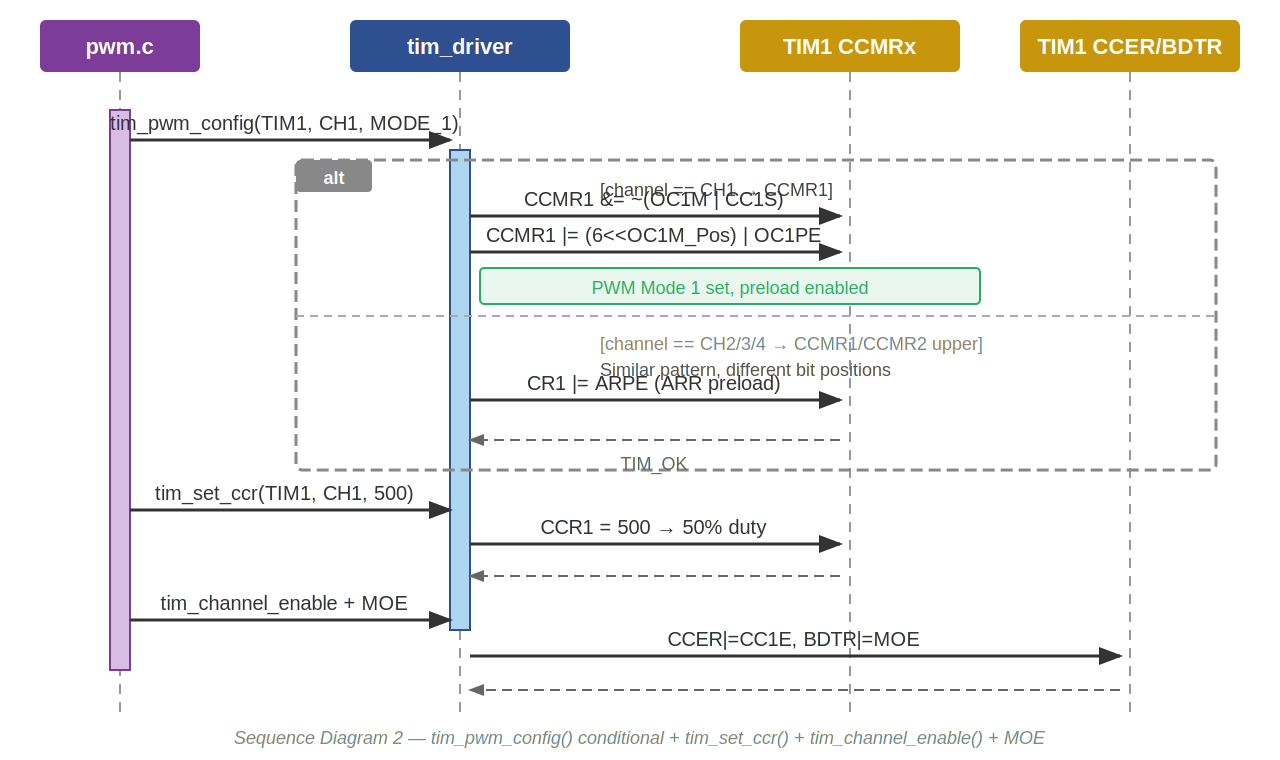 pwm.c
tim_driver
TIM1 CCMRx
TIM1 CCER/BDTR
tim_pwm_config(TIM1, CH1, MODE_1)
alt
[channel == CH1 → CCMR1]
CCMR1 &= ~(OC1M | CC1S)
CCMR1 |= (6<<OC1M_Pos) | OC1PE
PWM Mode 1 set, preload enabled
[channel == CH2/3/4 → CCMR1/CCMR2 upper]
Similar pattern, different bit positions
CR1 |= ARPE (ARR preload)
TIM_OK
tim_set_ccr(TIM1, CH1, 500)
CCR1 = 500 → 50% duty
tim_channel_enable + MOE
CCER|=CC1E, BDTR|=MOE
Sequence Diagram 2 — tim_pwm_config() conditional + tim_set_ccr() + tim_channel_enable() + MOE